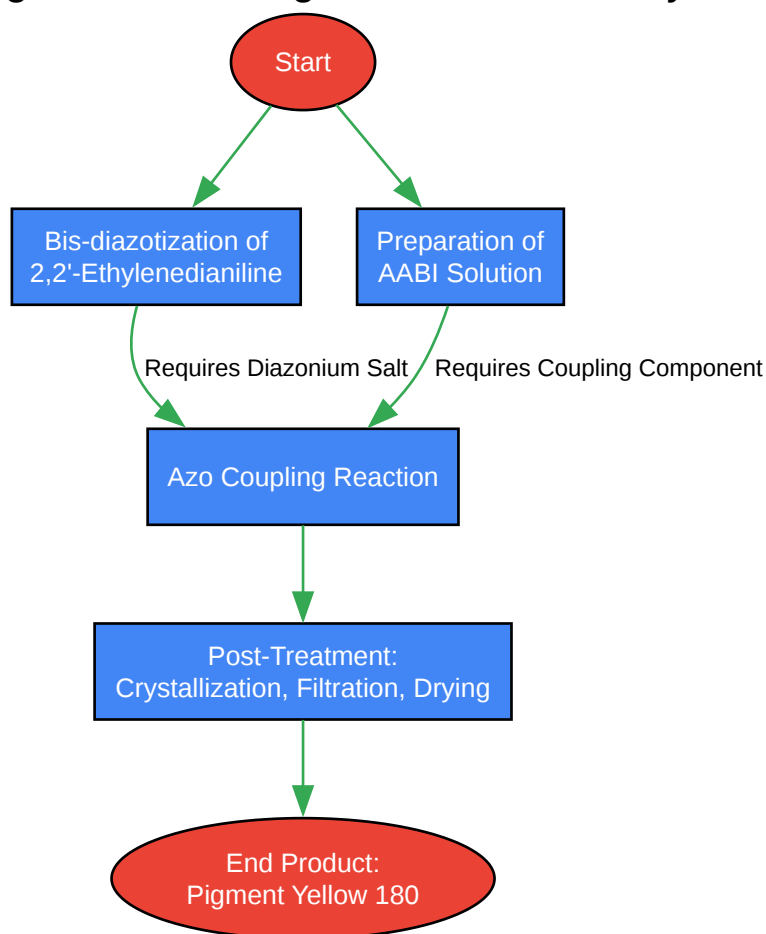 Start
Bis-diazotization of
2,2'-Ethylenedianiline
Preparation of
AABI Solution
Requires Diazonium Salt
Requires Coupling Component
Azo Coupling Reaction
Post-Treatment:
Crystallization, Filtration, Drying
End Product:
Pigment Yellow 180